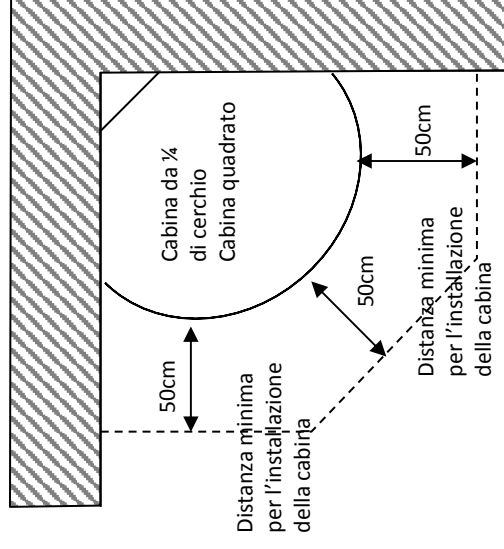 Cabina da ¼
di cerchio
Cabina quadrato
50cm
50cm
50cm
Distanza minima
per l'installazione
della cabina
Distanza minima
per l'installazione
della cabina